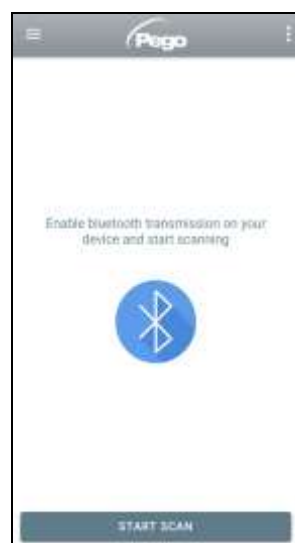 Pego
Enable bluetooth transmission on your
device and start scanning
START SCAN